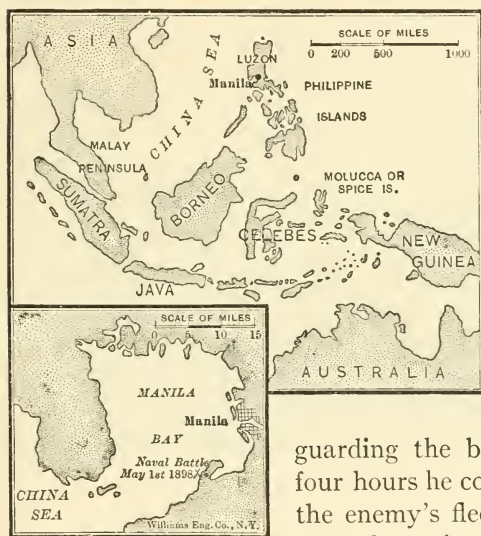 ASIA
CHINA SEA
LUZON
Manila
SCALE OF MILES
0 200 500 1000
PHILIPPINE
ISLANDS
MALAY
PENINSULA
MOLUCCA OR
SPICE IS.
SUMATRA
BORNEO
CELEBES
NEW
GUINEA
JAVA
AUSTRALIA
SCALE OF MILES
0 5 10 15
MANILA
BAY
Manila
Naval Battle
May 1st 1898
CHINA
SEA
Williams Eng. Co., N.Y.
guarding the b
four hours he co
the enemy's flee